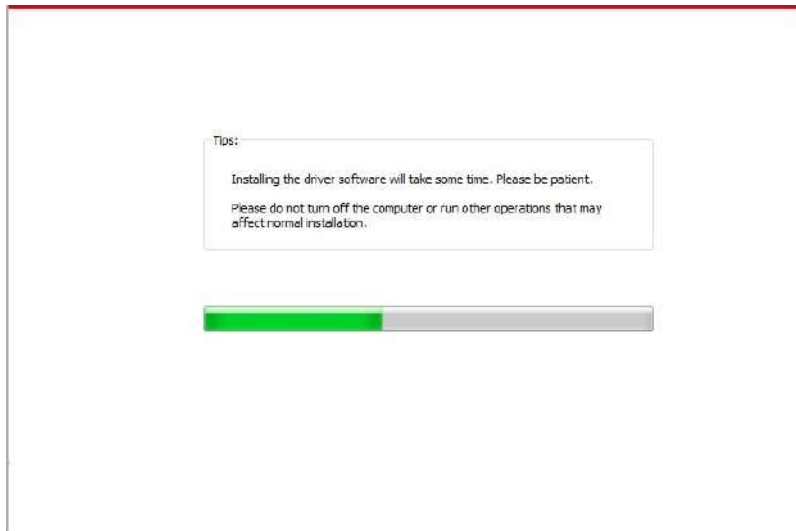 Tips:
Installing the driver software will take some time. Please be patient.
Please do not turn off the computer or run other operations that may
affect normal installation.